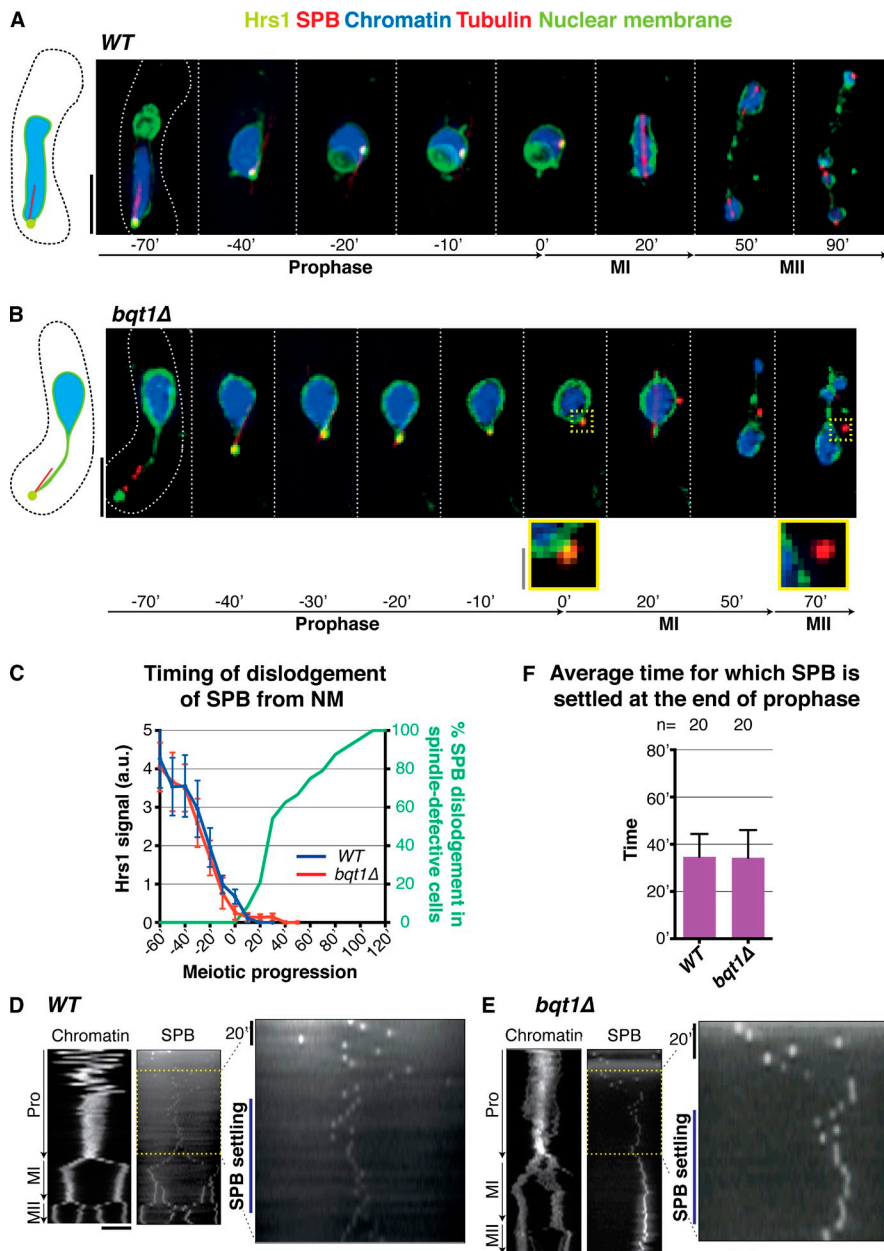 A
Hrs1 SPB Chromatin Tubulin Nuclear membrane
WT
-70' -40' -20' -10' 0' 20' 50' 90'
Prophase MI MII
B
bqt1Δ
-70' -40' -30' -20' -10' 0' 20' 50' 70'
Prophase MI MII
C
Timing of dislodgement
of SPB from NM
Hrs1 signal (a.u.)
5
4
3
2
1
0
100
80
60
40
20
0
% SPB dislodgement in
spindle-defective cells
WT
bqt1Δ
-60' -40' -20' 0' 20' 40' 60' 80' 100' 120'
Meiotic progression
F
Average time for which SPB is
settled at the end of prophase
n= 20 20
80'
60'
40'
20'
0'
Time
WT bqt1Δ
D
WT
Chromatin SPB
20'
Pro
MI
MII
SPB settling
E
bqt1Δ
Chromatin SPB
20'
Pro
MI
MII
SPB settling